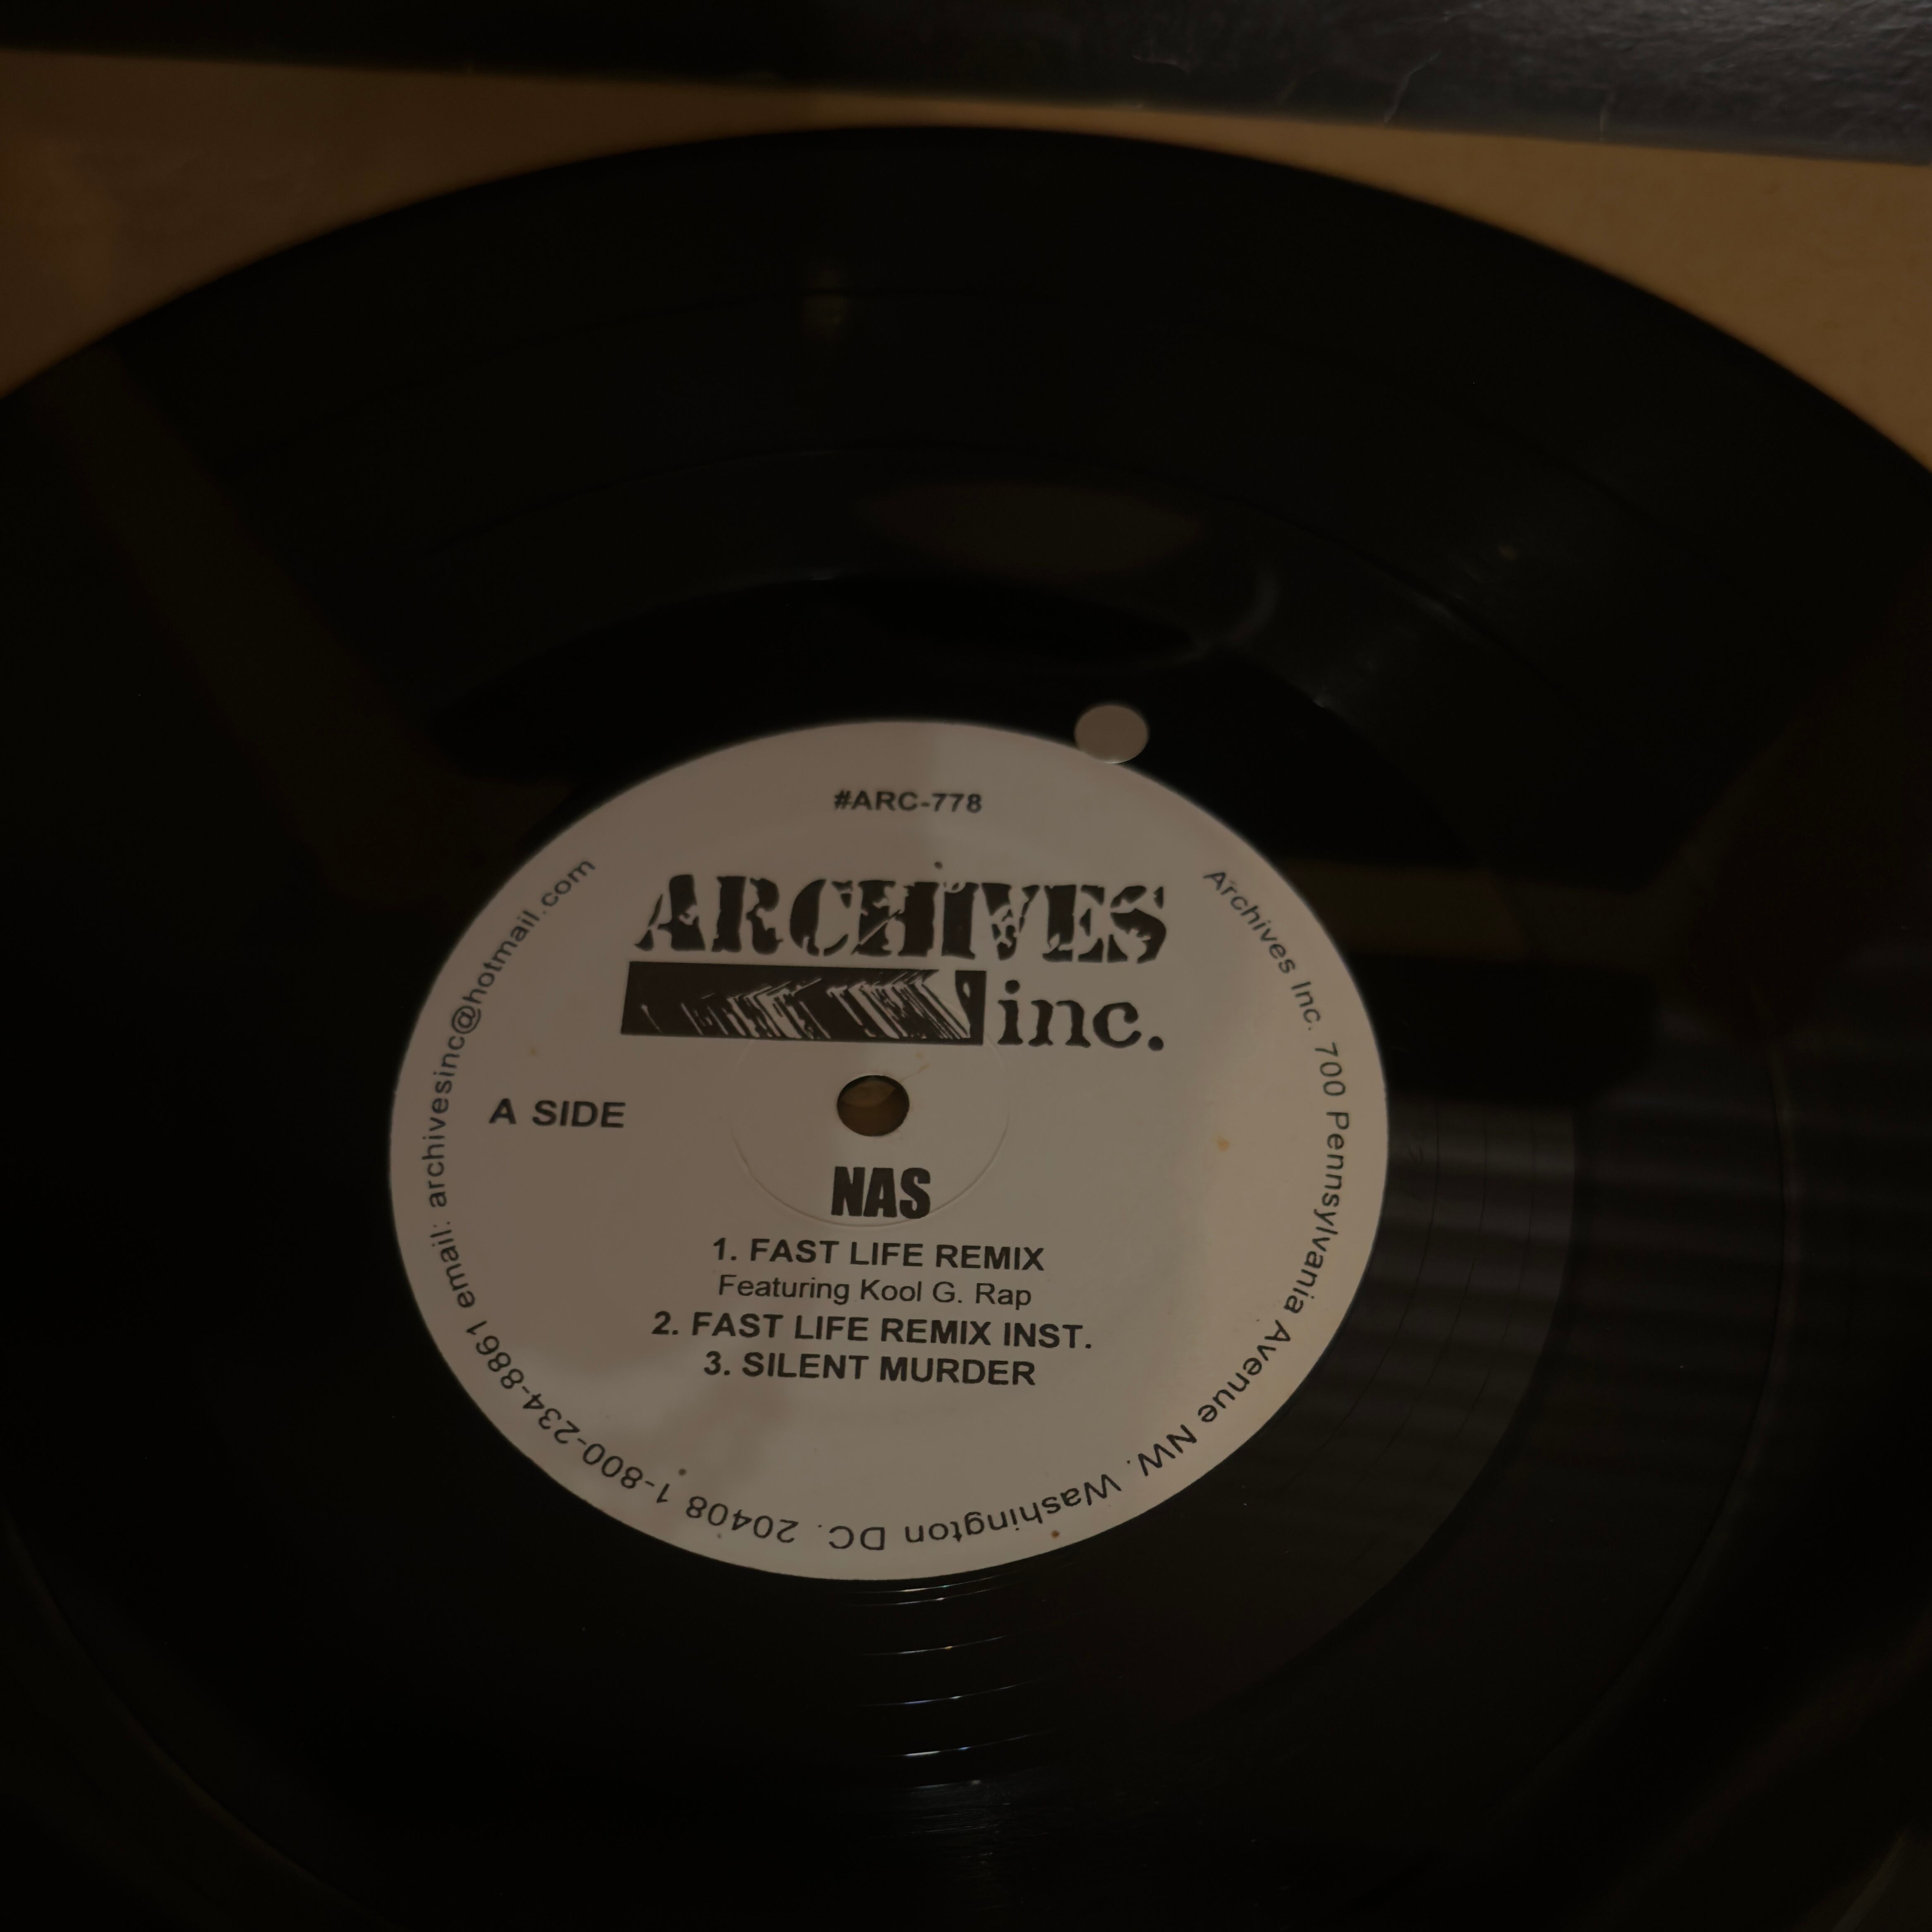 #ARC-778
ARCHIVES
inc.
A SIDE
NAS
1. FAST LIFE REMIX
Featuring Kool G. Rap
2. FAST LIFE REMIX INST.
3. SILENT MURDER
Archives Inc. 700 Pennsylvania Avenue NW. Washington DC. 20408 1-800-234-8861 email: archivesinc@hotmail.com